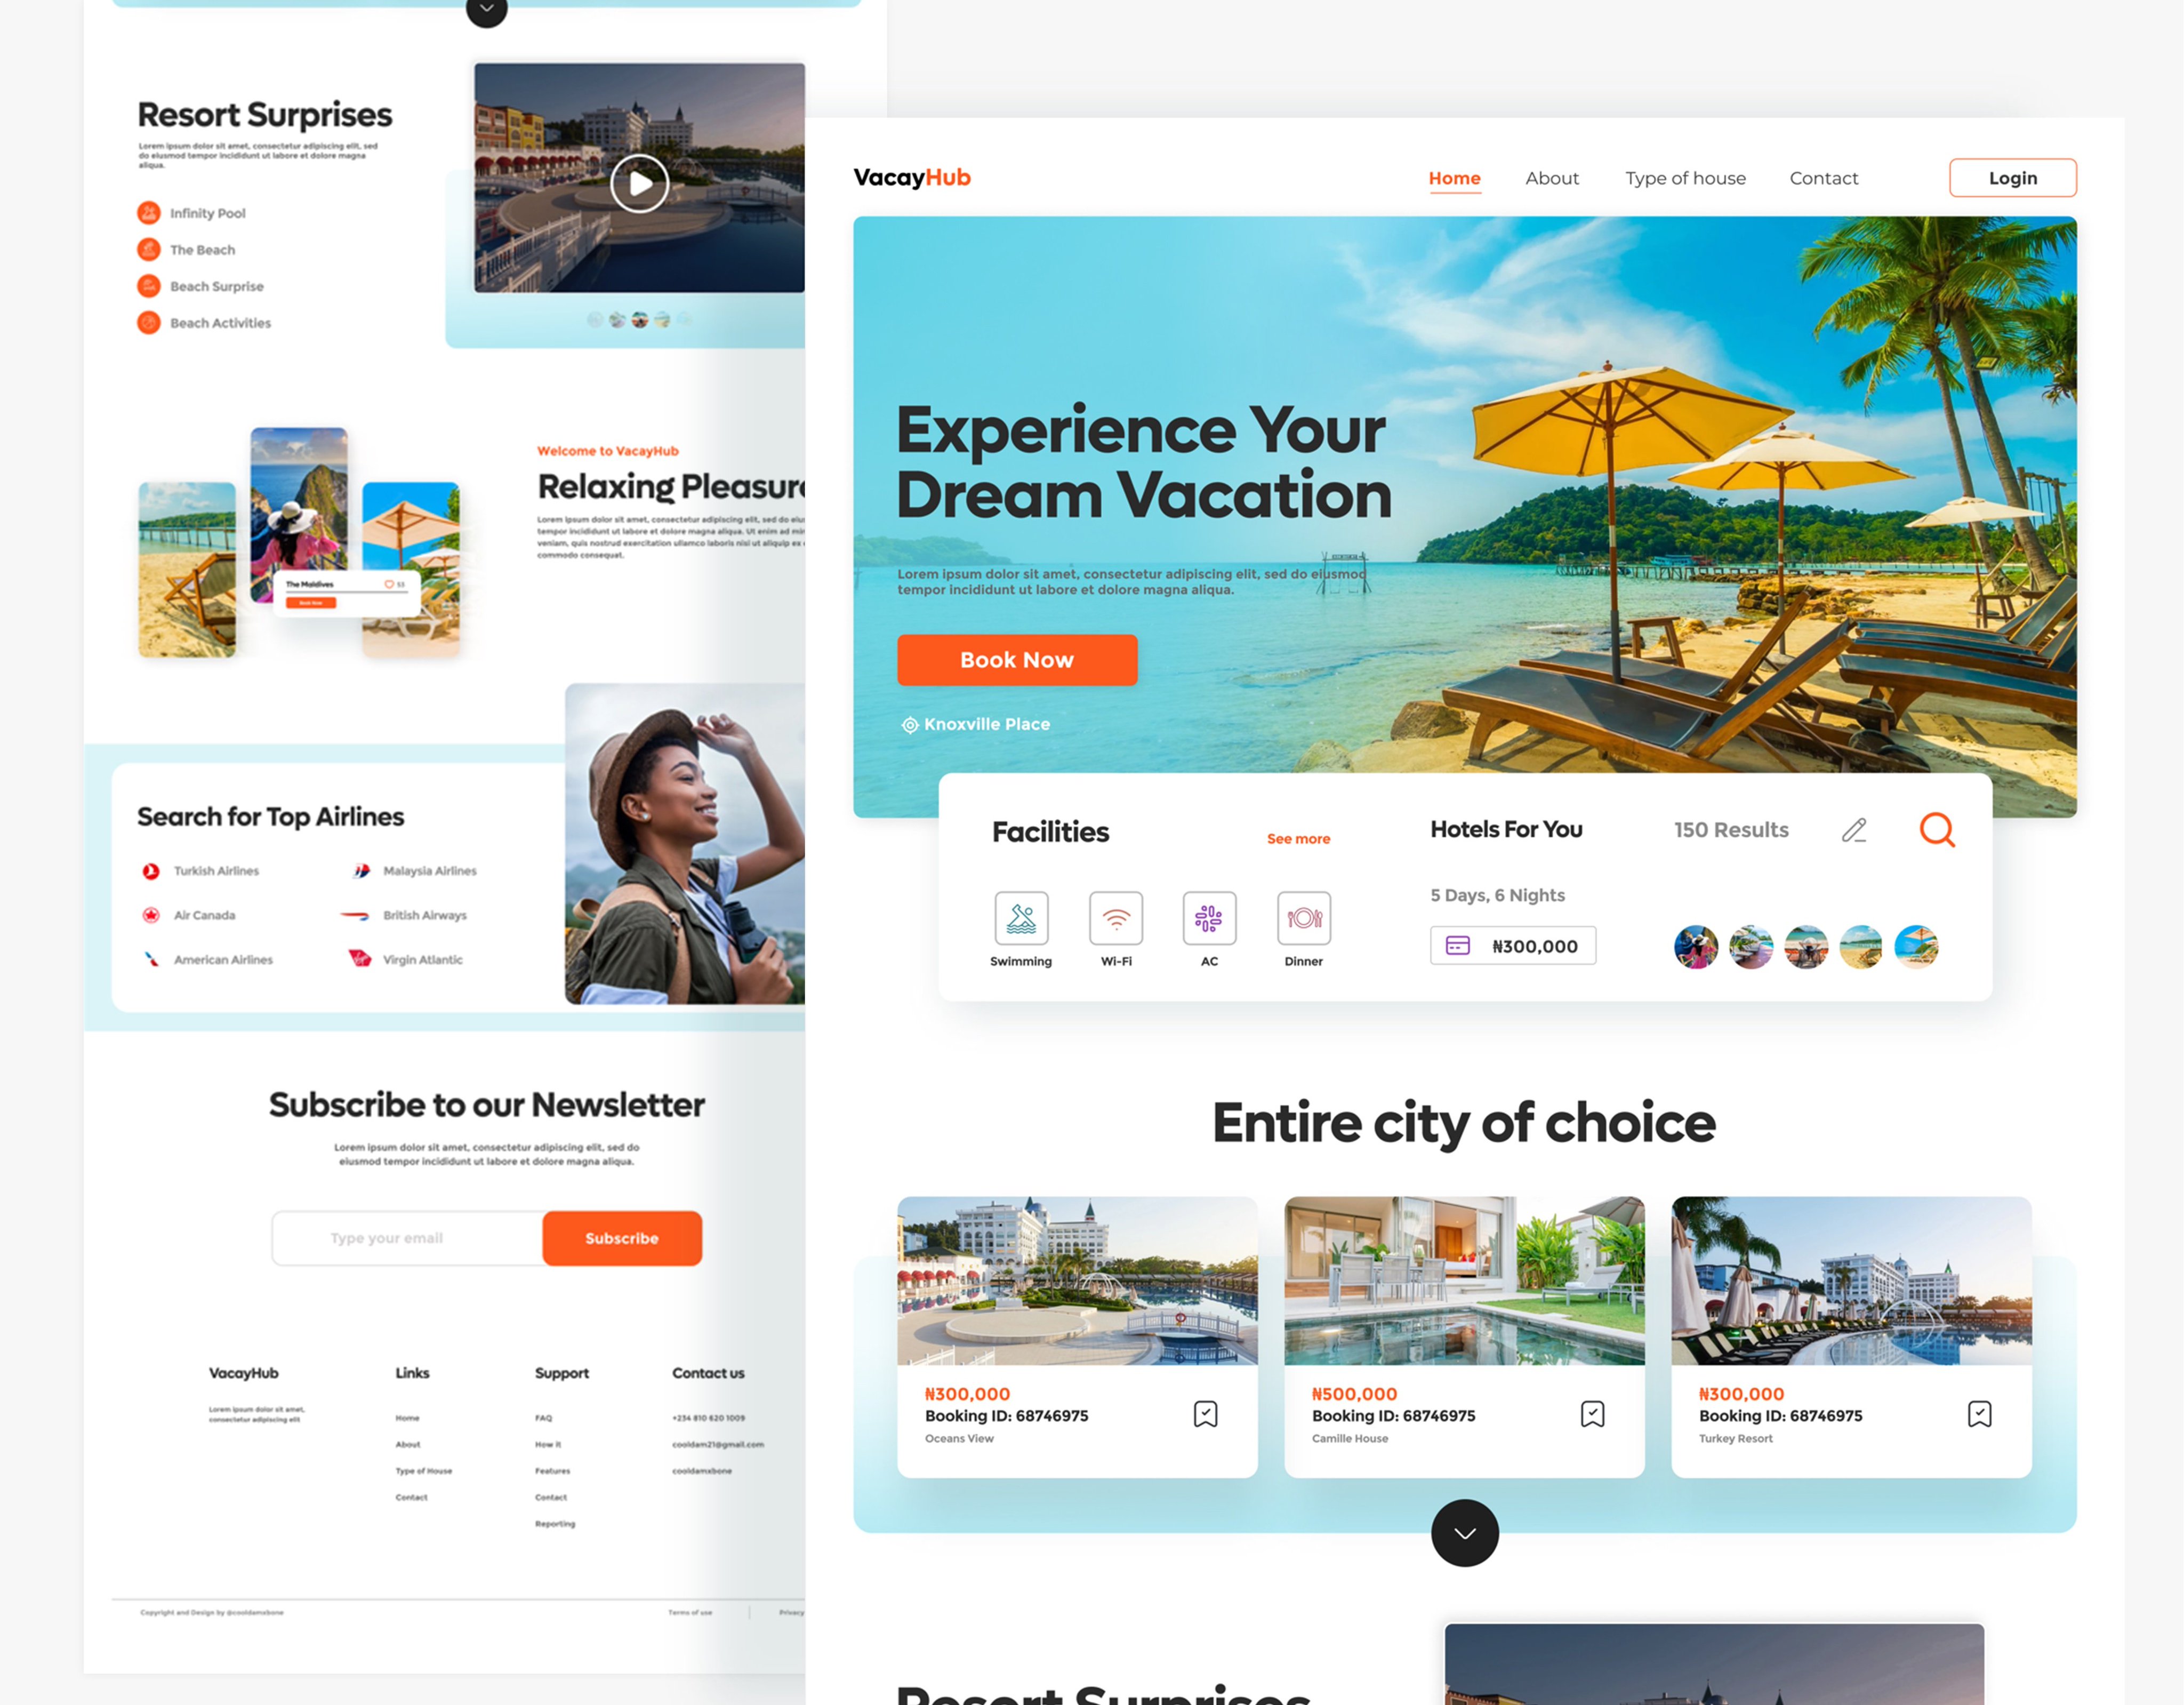 Resort Surprises
Lorem ipsum dolor sit amet, consectetur adipiscing elit, sed
do eiusmod tempor incididunt ut labore et dolore magna
aliqua.
Infinity Pool
The Beach
Beach Surprise
Beach Activities
The Maldives
53
Book Now
Welcome to VacayHub
Relaxing Pleasure
Lorem ipsum dolor sit amet, consectetur adipiscing elit, sed do
tempor incididunt ut labore et dolore magna aliqua. Ut enim ad
veniam, quis nostrud exercitation ullamco laboris nisi ut aliquip ex
commodo consequat.
Search for Top Airlines
Turkish Airlines
Malaysia Airlines
Air Canada
British Airways
American Airlines
Virgin Atlantic
Subscribe to our Newsletter
Lorem ipsum dolor sit amet, consectetur adipiscing elit, sed do
eiusmod tempor incididunt ut labore et dolore magna aliqua.
Type your email
Subscribe
VacayHub
Lorem ipsum dolor sit amet,
consectetur adipiscing elit
Links
Home
About
Type of House
Contact
Support
FAQ
How it
Features
Contact
Reporting
Contact us
+234 810 620 1009
cooldam21@gmail.com
cooldamxbone
Copyright and Design by @cooldamxbone
Terms of use
Privacy
VacayHub
Home
About
Type of house
Contact
Login
Experience Your
Dream Vacation
Lorem ipsum dolor sit amet, consectetur adipiscing elit, sed do eiusmod
tempor incididunt ut labore et dolore magna aliqua.
Book Now
Knoxville Place
Facilities
See more
Swimming
Wi-Fi
AC
Dinner
Hotels For You
150 Results
5 Days, 6 Nights
₦300,000
Entire city of choice
₦300,000
Booking ID: 68746975
Oceans View
₦500,000
Booking ID: 68746975
Camille House
₦300,000
Booking ID: 68746975
Turkey Resort
Resort Surprises